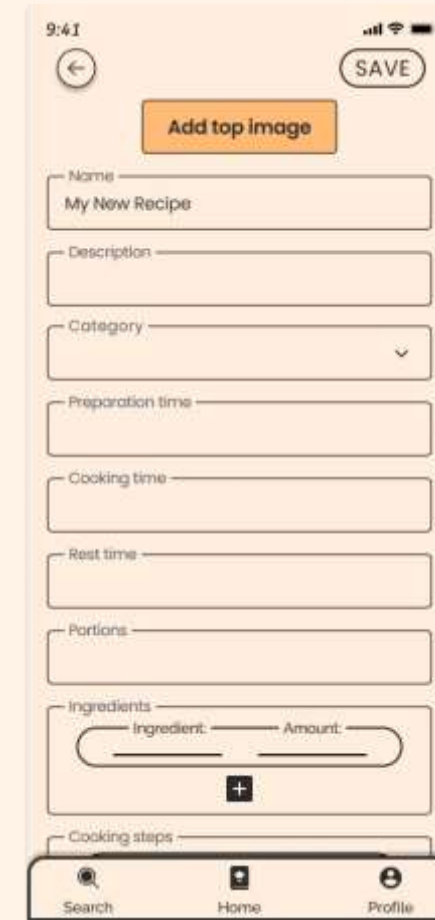 9:41
SAVE
Add top image
Name
My New Recipe
Description
Category
Preparation time
Cooking time
Rest time
Portions
Ingredients
Ingredient: Amount:
Cooking steps
Search Home Profile